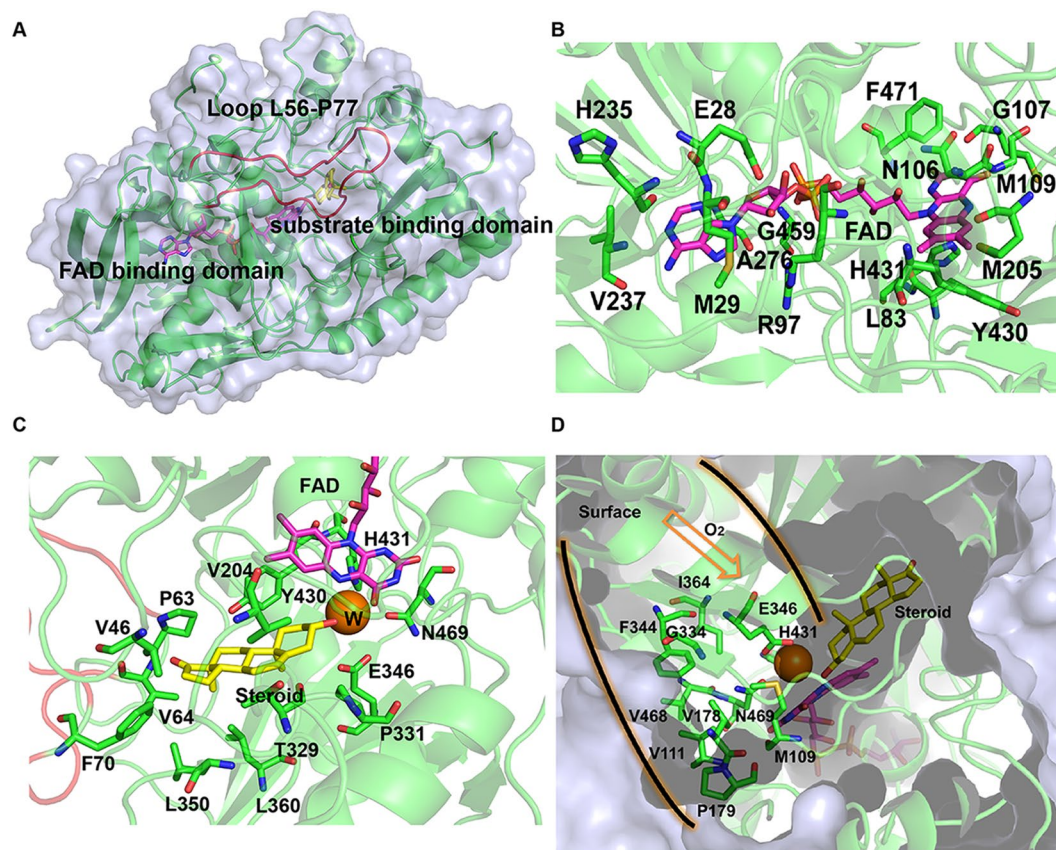 A
Loop L56-P77
substrate binding domain
FAD binding domain
B
H235
E28
F471
G107
N106
M109
G459
FAD
A276
H431
M205
V237
M29
R97
L83
Y430
C
FAD
H431
V204
Y430
W
P63
V46
N469
E346
Steroid
V64
P331
T329
F70
L350
L360
D
Surface
O2
I364
E346
Steroid
F344
G334
H431
V468
V178
N469
V111
M109
P179